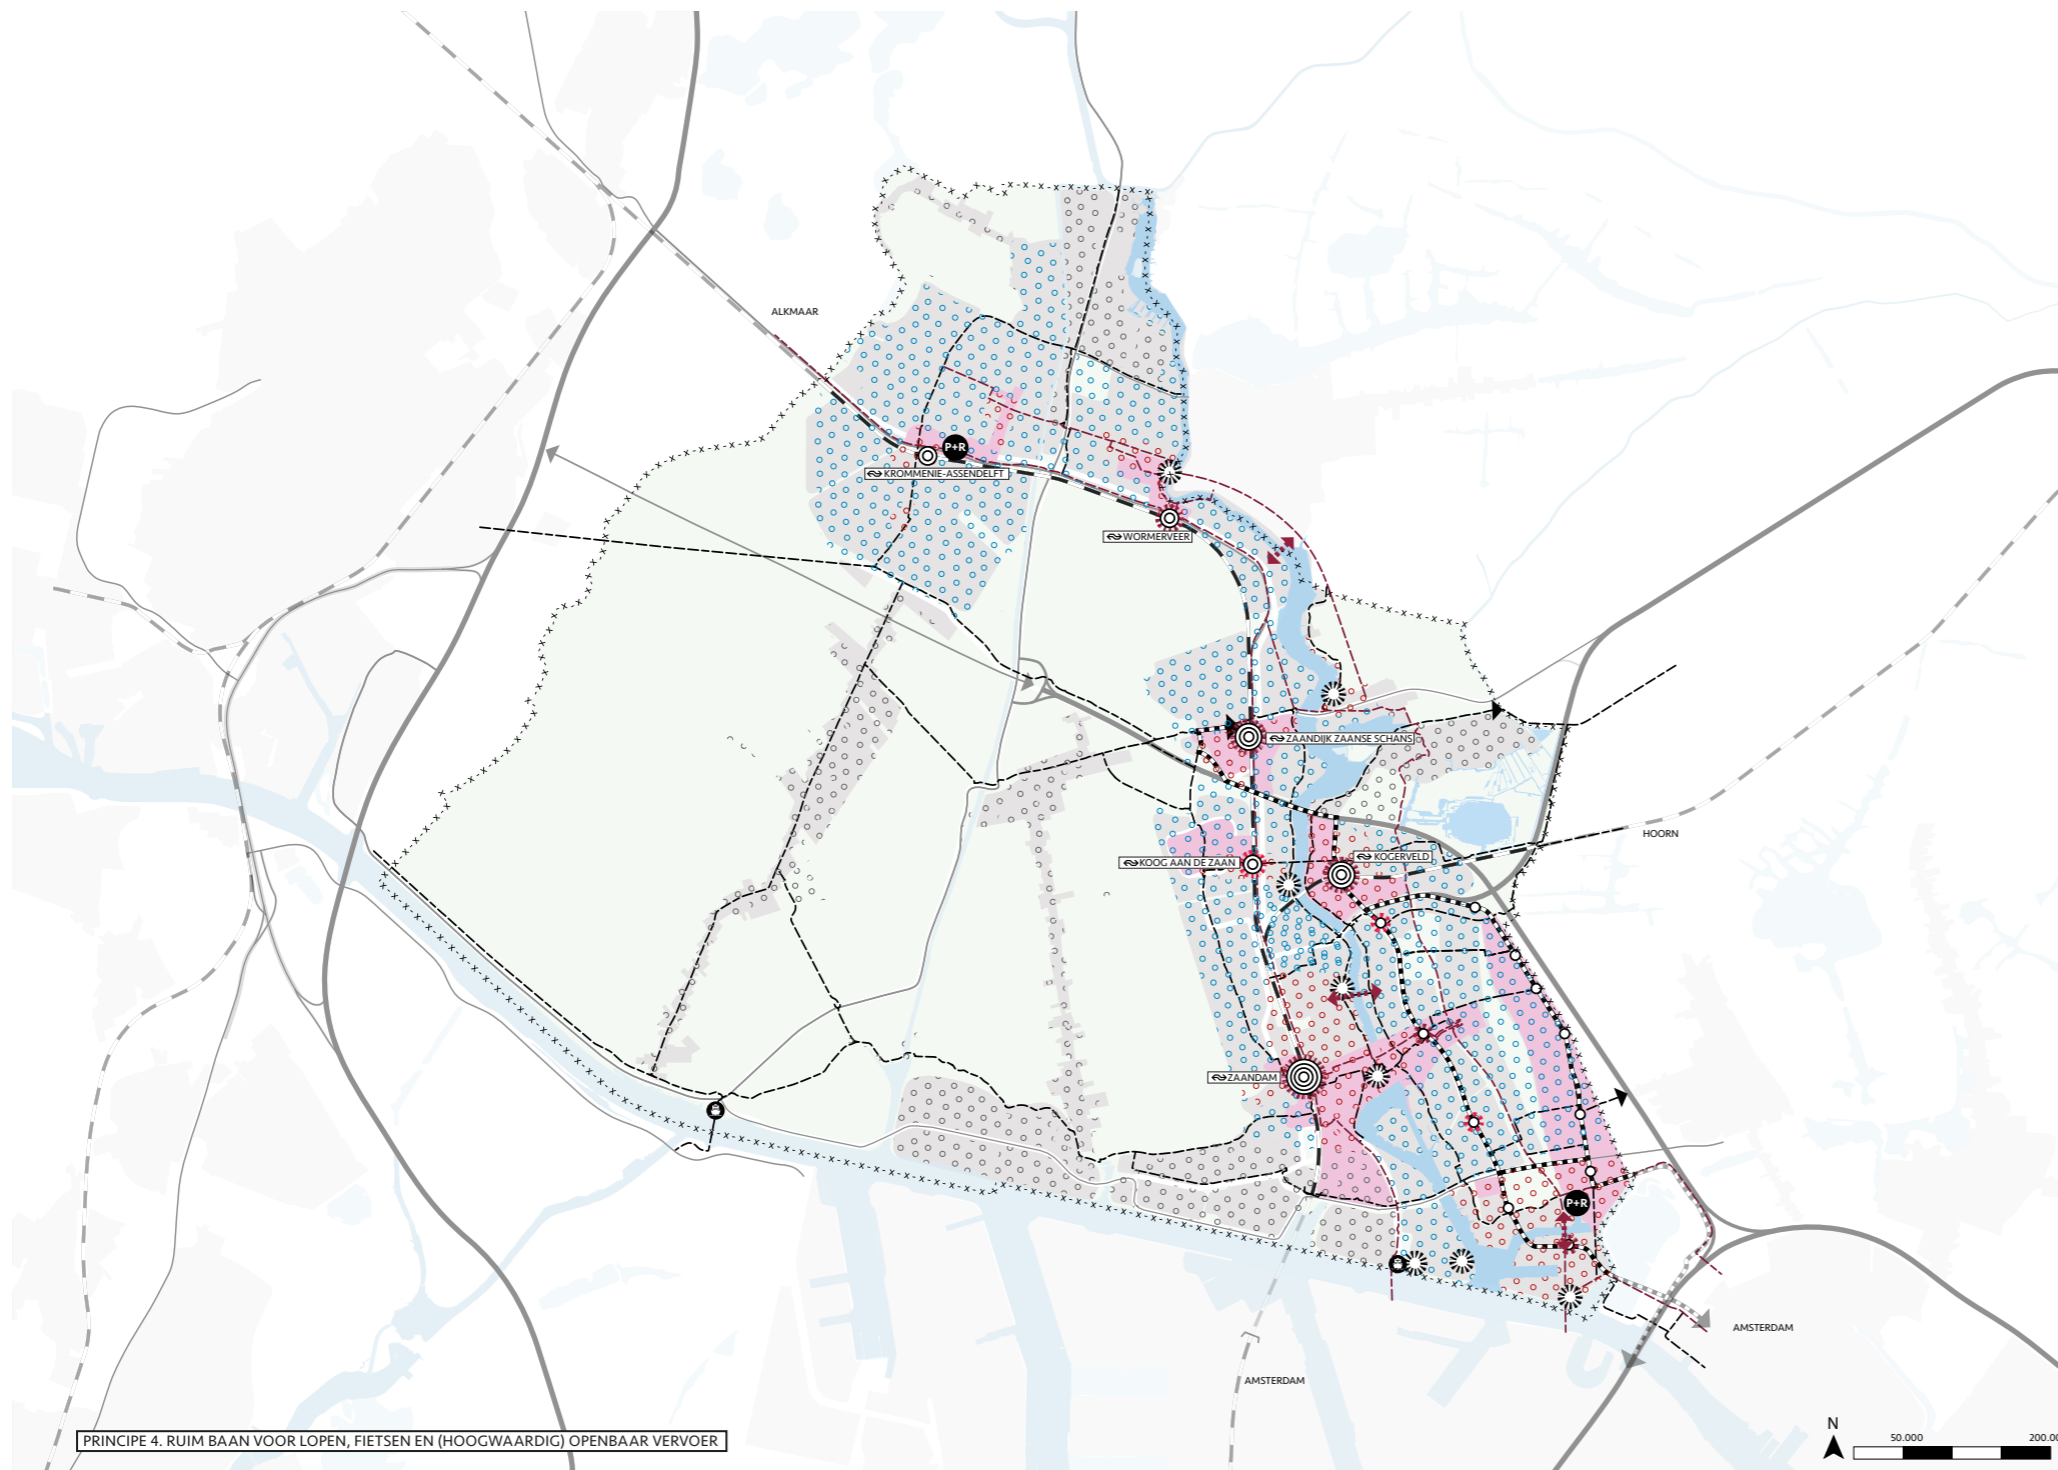 ALKMAAR
P+R
KROMMENIE-ASSENDELFT
WORMERVEER
ZAANDIJK ZAANSE SCHANS
HOORN
KOGERVELD
KOOG AAN DE ZAAN
ZAANDAM
P+R
AMSTERDAM
AMSTERDAM
PRINCIPE 4. RUIM BAAN VOOR LOPEN, FIETSEN EN (HOOGWAARDIG) OPENBAAR VERVOER
N
50.000
200.00